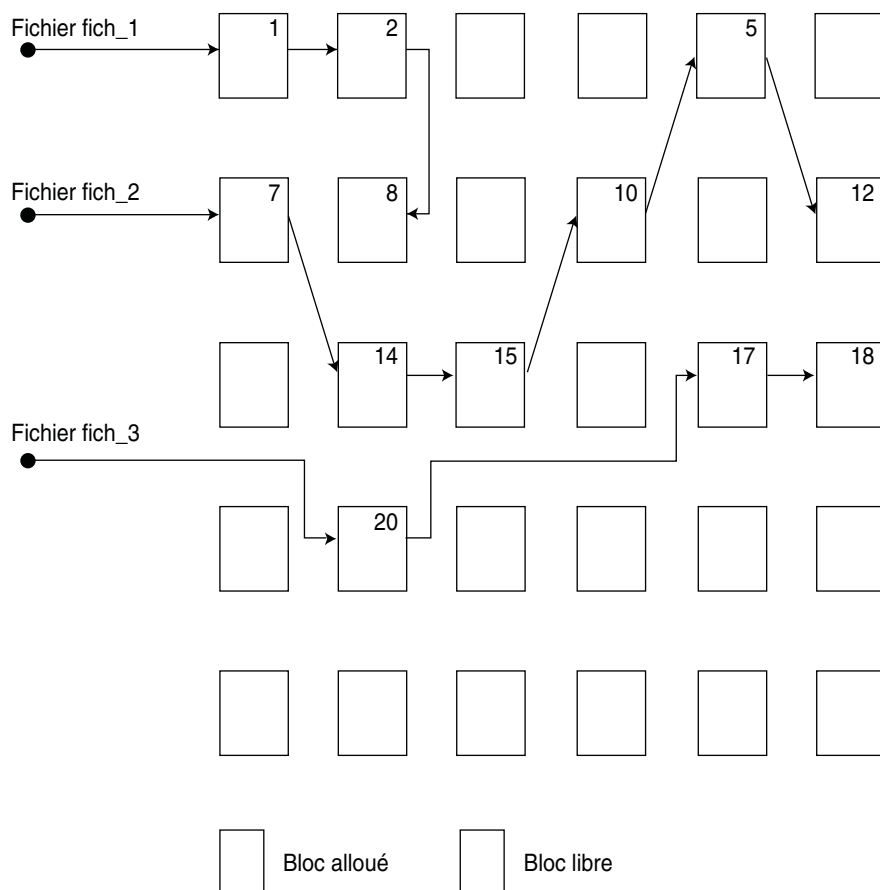 Fichier fich_1
1 2 5
Fichier fich_2
7 8 10 12
14 15 17 18
Fichier fich_3
20
Bloc alloué Bloc libre